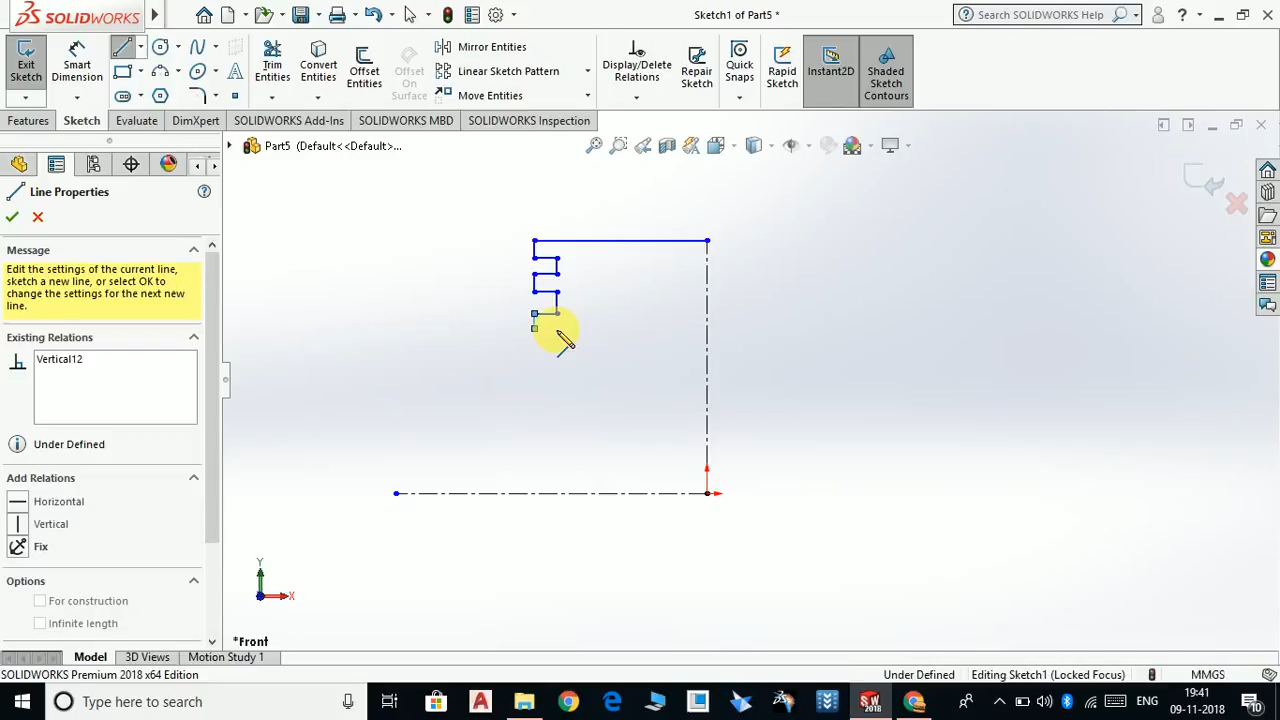 SOLIDWORKS
Sketch1 of Part5 *
Search SOLIDWORKS Help
Exit Sketch
Smart Dimension
Trim Entities
Convert Entities
Offset Entities
Offset On Surface
Mirror Entities
Linear Sketch Pattern
Move Entities
Display/Delete Relations
Repair Sketch
Quick Snaps
Rapid Sketch
Instant2D
Shaded Sketch Contours
Features
Sketch
Evaluate
DimXpert
SOLIDWORKS Add-Ins
SOLIDWORKS MBD
SOLIDWORKS Inspection
Part5 (Default<<Default>...
Line Properties
Message
Edit the settings of the current line,
sketch a new line, or select OK to
change the settings for the next new
line.
Existing Relations
Vertical12
Under Defined
Add Relations
Horizontal
Vertical
Fix
Options
For construction
Infinite length
Y
X
*Front
Model
3D Views
Motion Study 1
SOLIDWORKS Premium 2018 x64 Edition
Under Defined
Editing Sketch1 (Locked Focus)
MMGS
Type here to search
SW
2018
ENG
19:41
09-11-2018
10